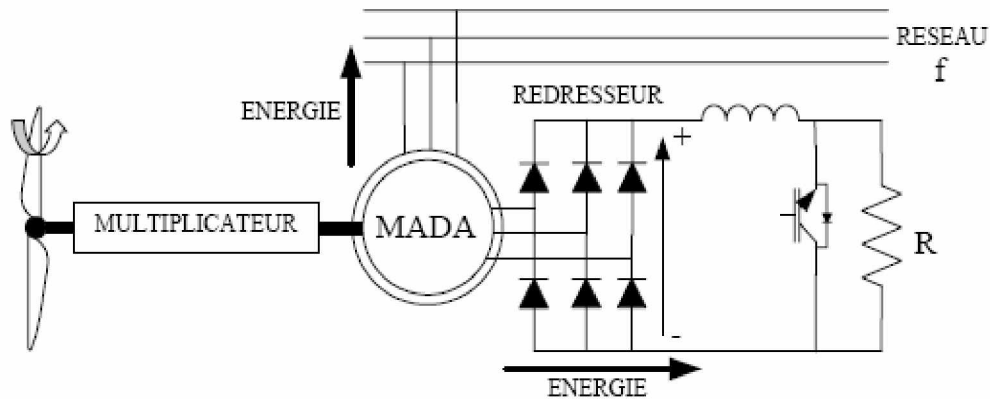 RESEAU
f
ENERGIE
REDRESSEUR
+
MULTIPLICATEUR
MADA
R
-
ENERGIE